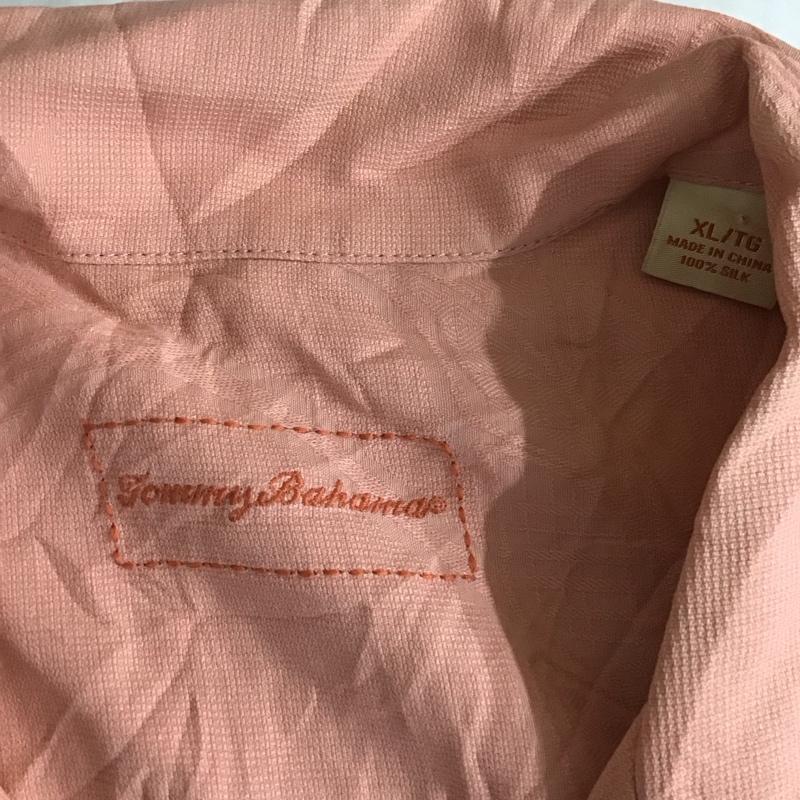 XL/TG
MADE IN CHINA
100% SILK
Tommy Bahama®